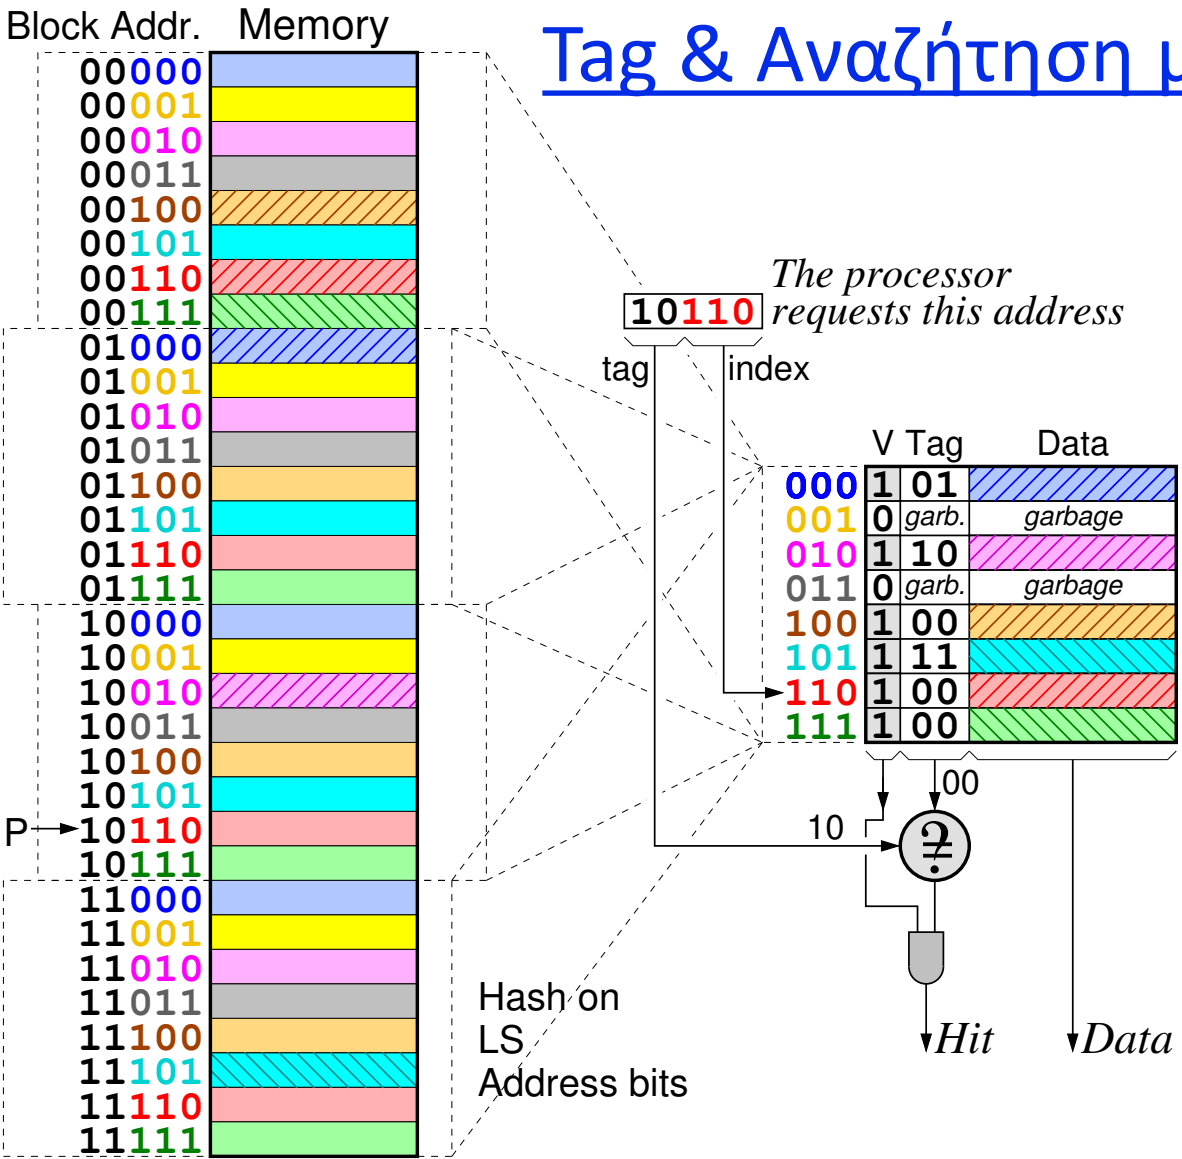 Block Addr. Memory
Tag & Αναζήτηση μ
00000
00001
00010
00011
00100
00101
00110
00111
01000
01001
01010
01011
01100
01101
01110
01111
10000
10001
10010
10011
10100
10101
P 10110
10111
11000
11001
11010
11011
11100
11101
11110
11111
The processor
10110 requests this address
tag index
V Tag Data
000 1 01
001 0 garb. garbage
010 1 10
011 0 garb. garbage
100 1 00
101 1 11
110 1 00
111 1 00
00
10
=?
Hash on
LS
Address bits
Hit Data